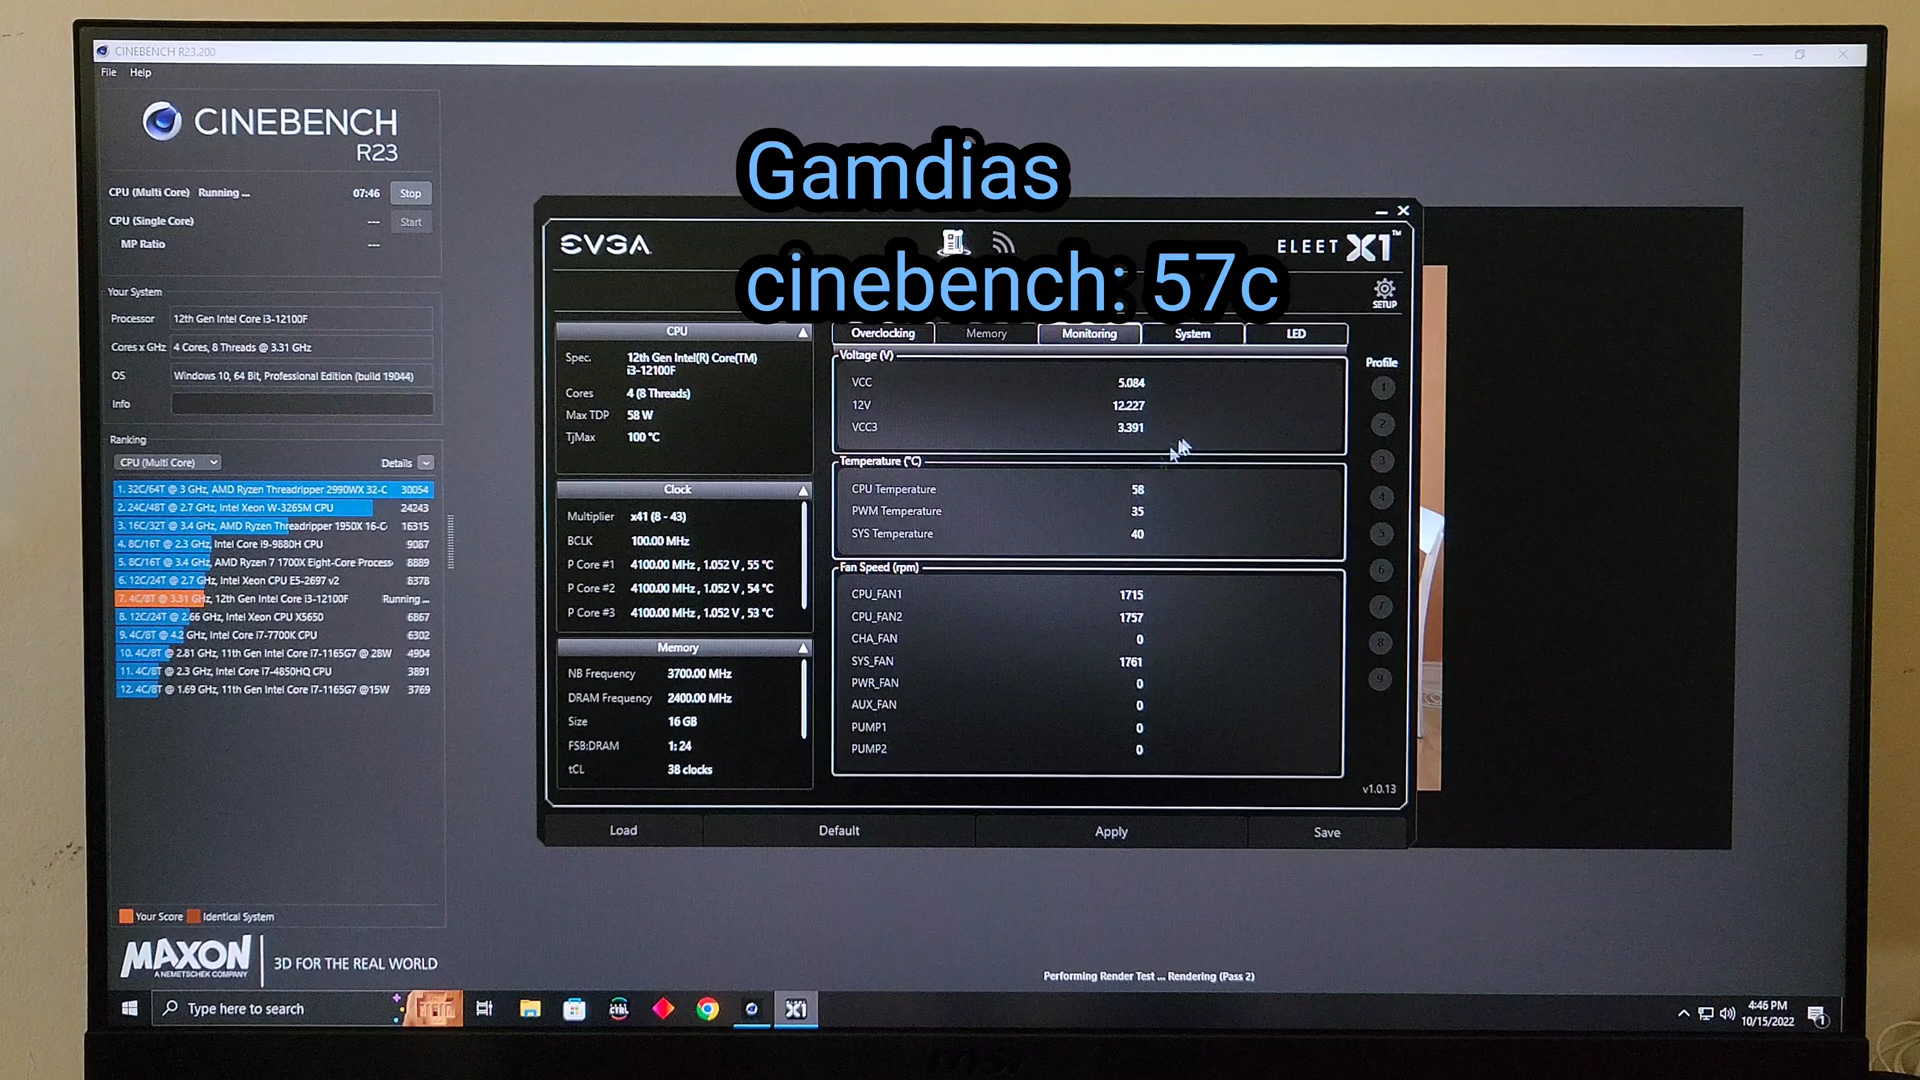 CINEBENCH R23.200
File Help
CINEBENCH
R23
CPU (Multi Core) Running ... 07:46 Stop
CPU (Single Core) --- Start
MP Ratio ---
Your System
Processor 12th Gen Intel Core i3-12100F
Cores x GHz 4 Cores, 8 Threads @ 3.31 GHz
OS Windows 10, 64 Bit, Professional Edition (build 19044)
Info
Ranking
CPU (Multi Core) Details
1. 32C/64T @ 3 GHz, AMD Ryzen Threadripper 2990WX 32-C 30054
2. 24C/48T @ 2.7 GHz, Intel Xeon W-3265M CPU 24243
3. 16C/32T @ 3.4 GHz, AMD Ryzen Threadripper 1950X 16-C 16315
4. 8C/16T @ 2.3 GHz, Intel Core i9-9880H CPU 9087
5. 8C/16T @ 3.4 GHz, AMD Ryzen 7 1700X Eight-Core Process 8889
6. 12C/24T @ 2.7 GHz, Intel Xeon CPU E5-2697 v2 8378
7. 4C/8T @ 3.31 GHz, 12th Gen Intel Core i3-12100F Running ...
8. 12C/24T @ 2.66 GHz, Intel Xeon CPU X5650 6867
9. 4C/8T @ 4.2 GHz, Intel Core i7-7700K CPU 6302
10. 4C/8T @ 2.81 GHz, 11th Gen Intel Core i7-1165G7 @ 28W 4904
11. 4C/8T @ 2.3 GHz, Intel Core i7-4850HQ CPU 3891
12. 4C/8T @ 1.69 GHz, 11th Gen Intel Core i7-1165G7 @15W 3769
Your Score Identical System
MAXON
A NEMETSCHEK COMPANY
3D FOR THE REAL WORLD
Gamdias
cinebench: 57c
EVGA
ELEET X1™
SETUP
CPU
Spec. 12th Gen Intel(R) Core(TM)
i3-12100F
Cores 4 (8 Threads)
Max TDP 58 W
TjMax 100 °C
Clock
Multiplier x41 (8 - 43)
BCLK 100.00 MHz
P Core #1 4100.00 MHz , 1.052 V , 55 °C
P Core #2 4100.00 MHz , 1.052 V , 54 °C
P Core #3 4100.00 MHz , 1.052 V , 53 °C
Memory
NB Frequency 3700.00 MHz
DRAM Frequency 2400.00 MHz
Size 16 GB
FSB:DRAM 1: 24
tCL 38 clocks
Overclocking Memory Monitoring System LED
Voltage (V)
VCC 5.084
12V 12.227
VCC3 3.391
Temperature (°C)
CPU Temperature 58
PWM Temperature 35
SYS Temperature 40
Fan Speed (rpm)
CPU_FAN1 1715
CPU_FAN2 1757
CHA_FAN 0
SYS_FAN 1761
PWR_FAN 0
AUX_FAN 0
PUMP1 0
PUMP2 0
Profile
1
2
3
4
5
6
7
8
9
v1.0.13
Load Default Apply Save
Performing Render Test ... Rendering (Pass 2)
Type here to search
CTRL
X1
4:46 PM
10/15/2022
1
msi